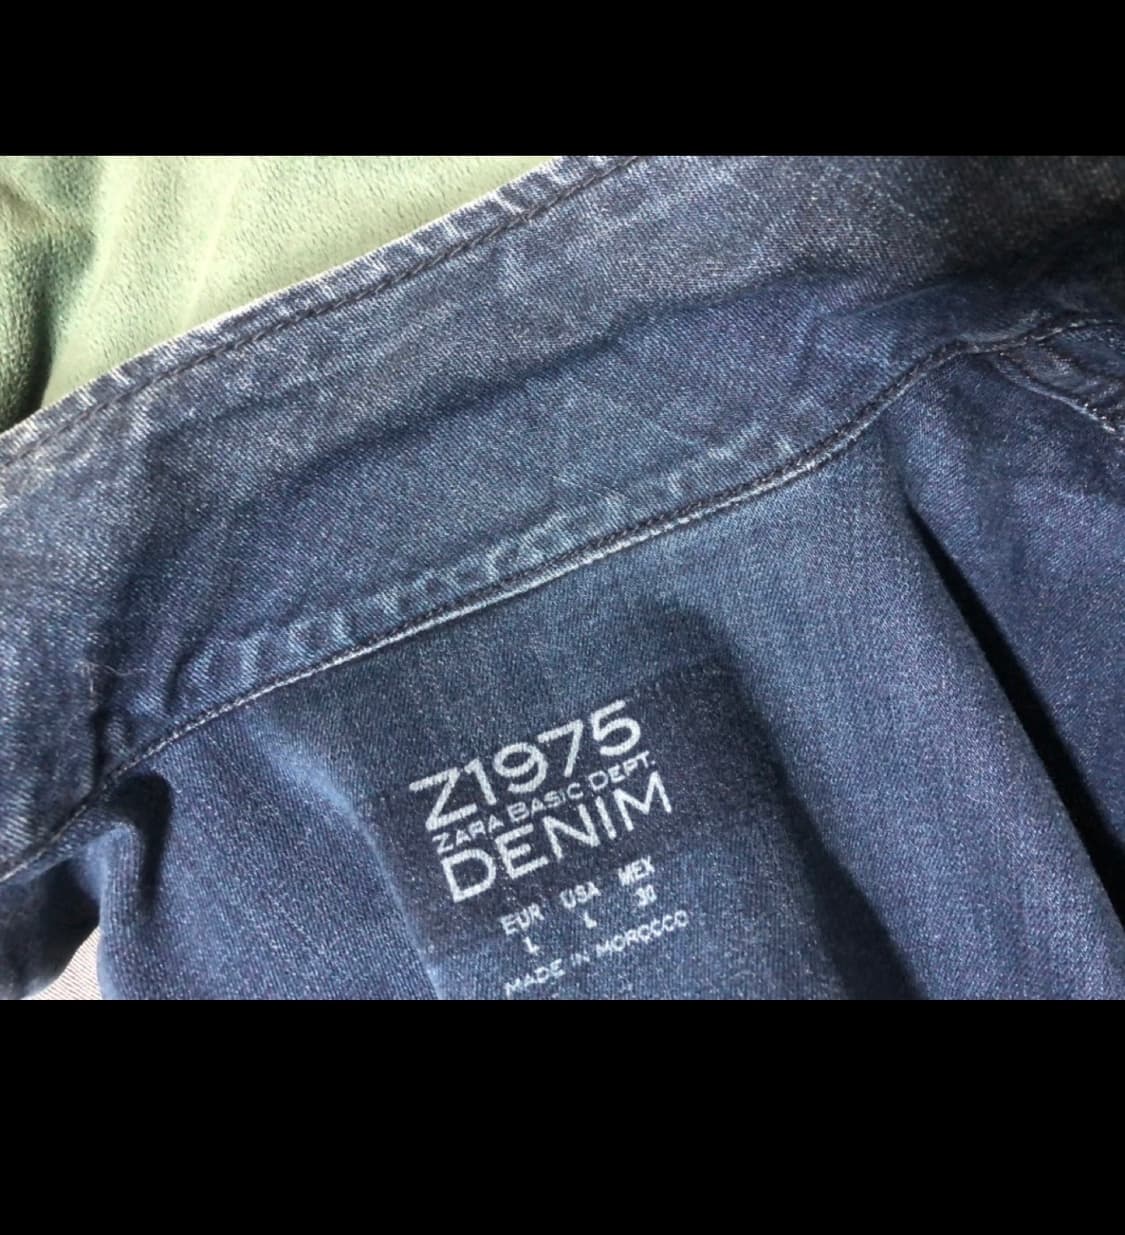 Z1975
ZARA BASIC DEPT.
DENIM
EUR USA MEX
L L 30
MADE IN MOROCCO